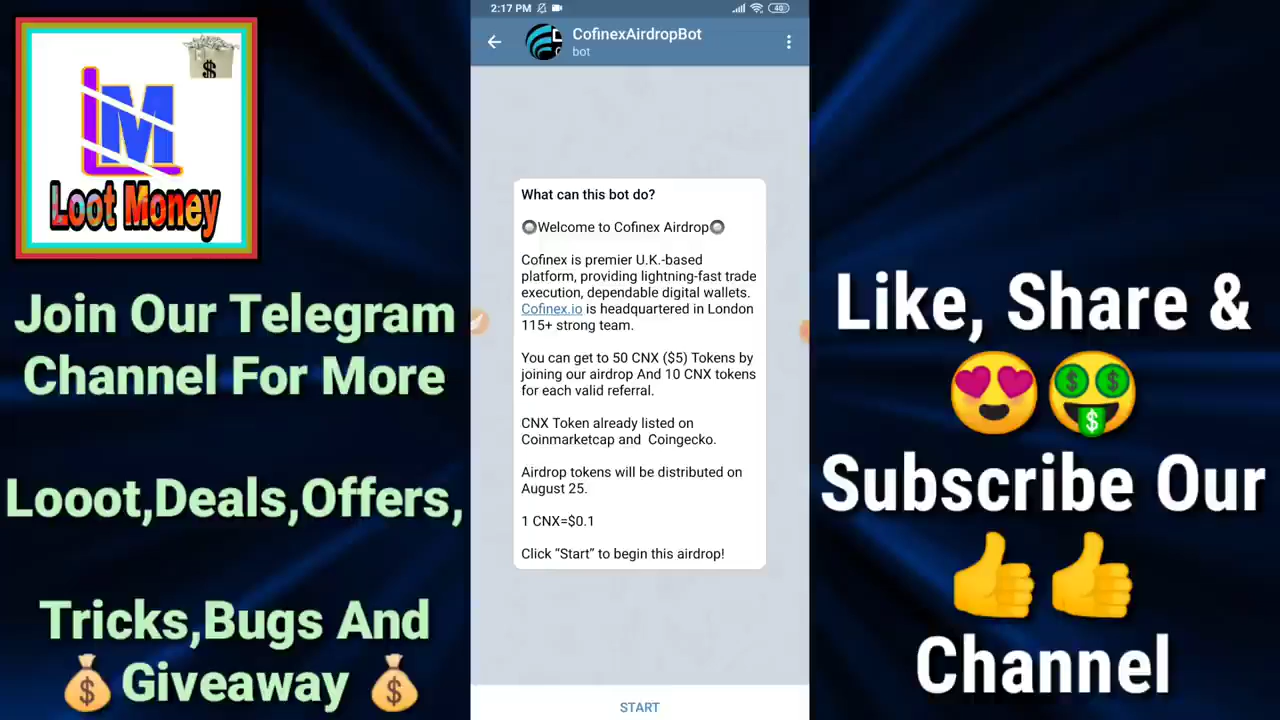 $
LM
Loot Money
Join Our Telegram
Channel For More
Looot,Deals,Offers,
Tricks,Bugs And
💰Giveaway 💰
2:17 PM
40
CofinexAirdropBot
bot
What can this bot do?
🔘Welcome to Cofinex Airdrop🔘
Cofinex is premier U.K.-based
platform, providing lightning-fast trade
execution, dependable digital wallets.
Cofinex.io is headquartered in London
115+ strong team.
You can get to 50 CNX ($5) Tokens by
joining our airdrop And 10 CNX tokens
for each valid referral.
CNX Token already listed on
Coinmarketcap and  Coingecko.
Airdrop tokens will be distributed on
August 25.
1 CNX=$0.1
Click “Start” to begin this airdrop!
START
Like, Share &
😍🤑
Subscribe Our
👍👍
Channel